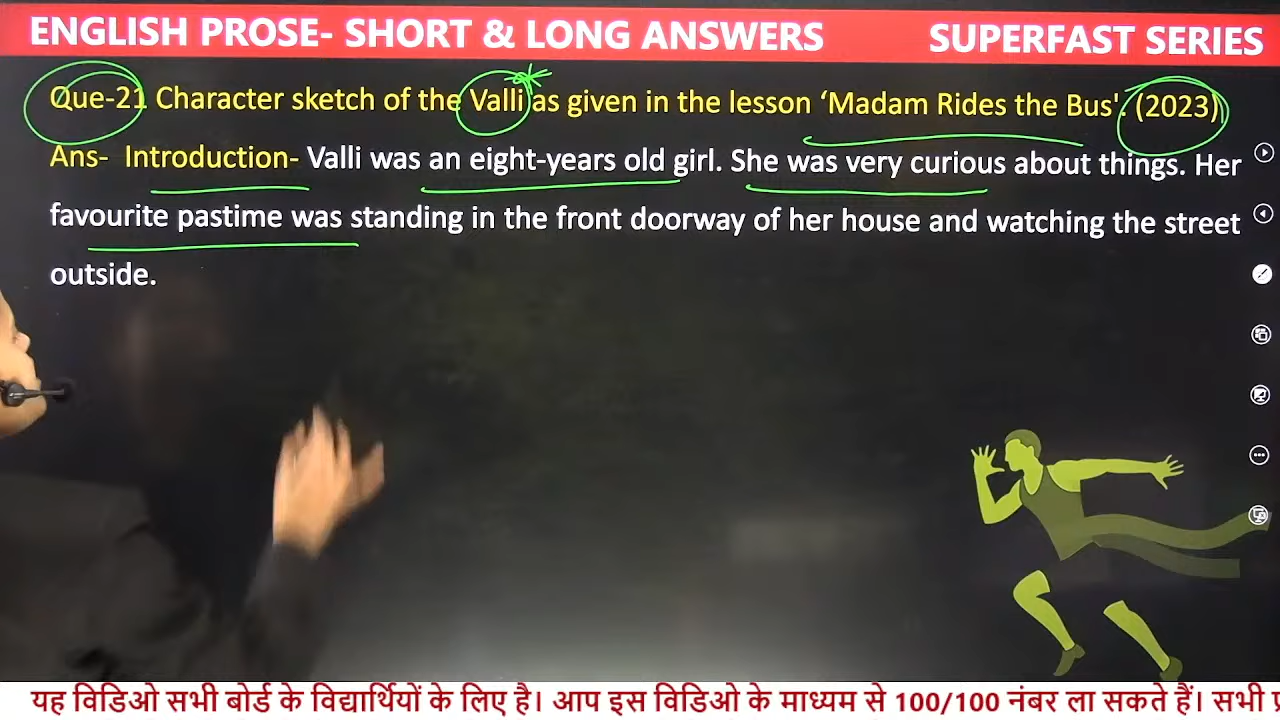 ENGLISH PROSE- SHORT & LONG ANSWERS SUPERFAST SERIES
Que-21 Character sketch of the Valli as given in the lesson ‘Madam Rides the Bus'. (2023)
Ans- Introduction- Valli was an eight-years old girl. She was very curious about things. Her
favourite pastime was standing in the front doorway of her house and watching the street
outside.
यह विडिओ सभी बोर्ड के विद्यार्थियों के लिए है। आप इस विडिओ के माध्यम से 100/100 नंबर ला सकते हैं। सभी